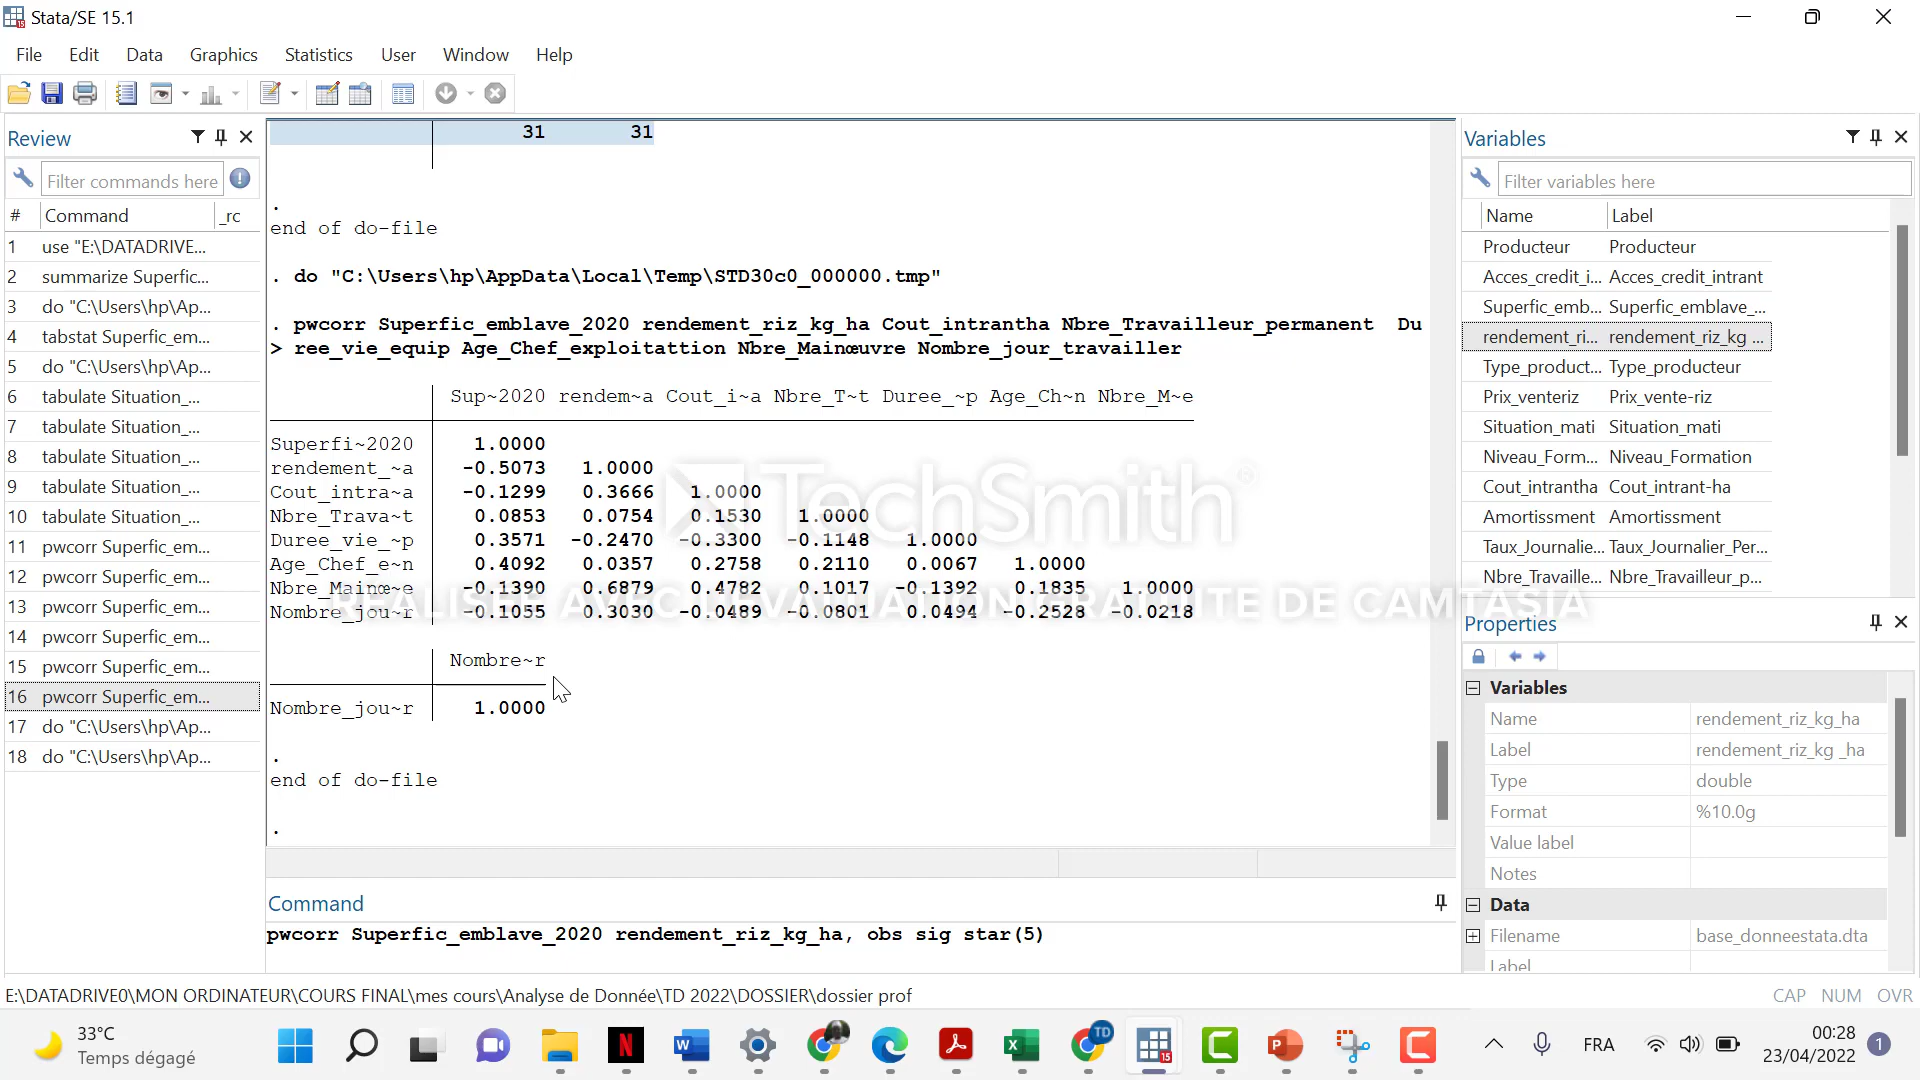 Stata/SE 15.1
File Edit Data Graphics Statistics User Window Help
Review
Filter commands here
# Command _rc
1 use "E:\DATADRIVE...
2 summarize Superfic...
3 do "C:\Users\hp\Ap...
4 tabstat Superfic_em...
5 do "C:\Users\hp\Ap...
6 tabulate Situation_...
7 tabulate Situation_...
8 tabulate Situation_...
9 tabulate Situation_...
10 tabulate Situation_...
11 pwcorr Superfic_em...
12 pwcorr Superfic_em...
13 pwcorr Superfic_em...
14 pwcorr Superfic_em...
15 pwcorr Superfic_em...
16 pwcorr Superfic_em...
17 do "C:\Users\hp\Ap...
18 do "C:\Users\hp\Ap...
31 31
.
end of do-file
. do "C:\Users\hp\AppData\Local\Temp\STD30c0_000000.tmp"
. pwcorr Superfic_emblave_2020 rendement_riz_kg_ha Cout_intrantha Nbre_Travailleur_permanent Du
> ree_vie_equip Age_Chef_exploitattion Nbre_Mainœuvre Nombre_jour_travailler
Sup~2020 rendem~a Cout_i~a Nbre_T~t Duree_~p Age_Ch~n Nbre_M~e
Superfi~2020 1.0000
rendement_~a -0.5073 1.0000
Cout_intra~a -0.1299 0.3666 1.0000
Nbre_Trava~t 0.0853 0.0754 0.1530 1.0000
Duree_vie_~p 0.3571 -0.2470 -0.3300 -0.1148 1.0000
Age_Chef_e~n 0.4092 0.0357 0.2758 0.2110 0.0067 1.0000
Nbre_Mainœ~e -0.1390 0.6879 0.4782 0.1017 -0.1392 0.1835 1.0000
Nombre_jou~r -0.1055 0.3030 -0.0489 -0.0801 0.0494 -0.2528 -0.0218
Nombre~r
Nombre_jou~r 1.0000
.
end of do-file
.
TechSmith®
RÉALISÉE AVEC L'ÉVALUATION GRATUITE DE CAMTASIA
Command
pwcorr Superfic_emblave_2020 rendement_riz_kg_ha, obs sig star(5)
Variables
Filter variables here
Name Label
Producteur Producteur
Acces_credit_i... Acces_credit_intrant
Superfic_emb... Superfic_emblave_...
rendement_ri... rendement_riz_kg ...
Type_product... Type_producteur
Prix_venteriz Prix_vente-riz
Situation_mati Situation_mati
Niveau_Form... Niveau_Formation
Cout_intrantha Cout_intrant-ha
Amortissment Amortissment
Taux_Journalie... Taux_Journalier_Per...
Nbre_Travaille... Nbre_Travailleur_p...
Properties
Variables
Name rendement_riz_kg_ha
Label rendement_riz_kg _ha
Type double
Format %10.0g
Value label
Notes
Data
Filename base_donneestata.dta
Label
E:\DATADRIVE0\MON ORDINATEUR\COURS FINAL\mes cours\Analyse de Donnée\TD 2022\DOSSIER\dossier prof
CAP NUM OVR
33°C
Temps dégagé
N
W
X
TD
15
P
FRA
00:28
23/04/2022
1